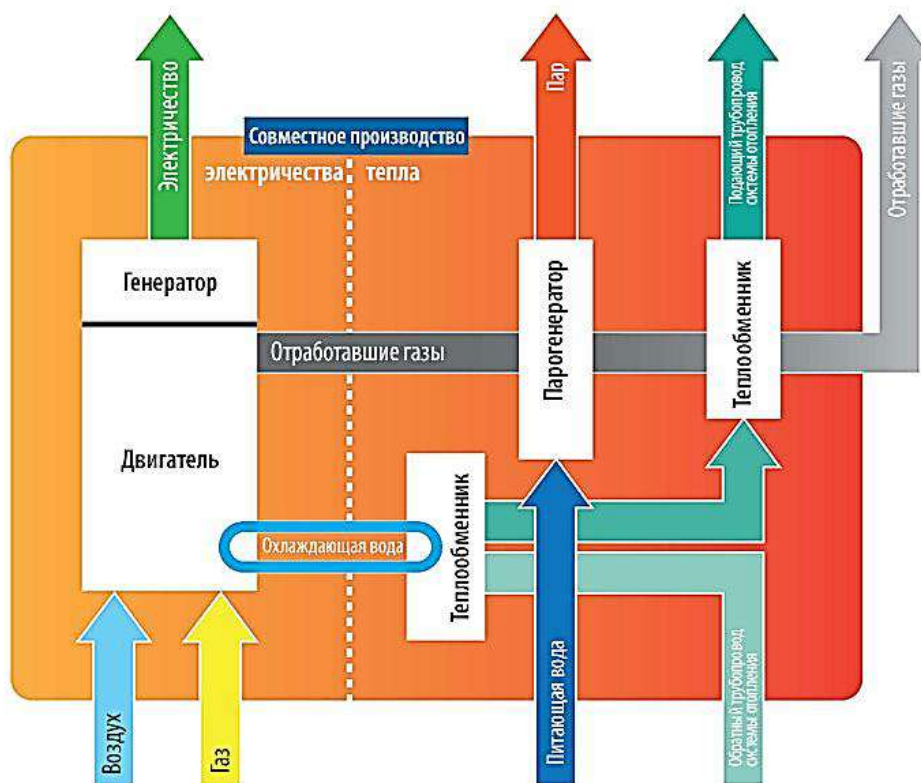 Электричество
Пар
Подающий трубопровод
системы отопления
Отработавшие газы
Совместное производство
электричества
тепла
Генератор
Отработавшие газы
Парогенератор
Теплообменник
Двигатель
Охлаждающая вода
Теплообменник
Воздух
Газ
Питающая вода
Обратный трубопровод
системы отопления